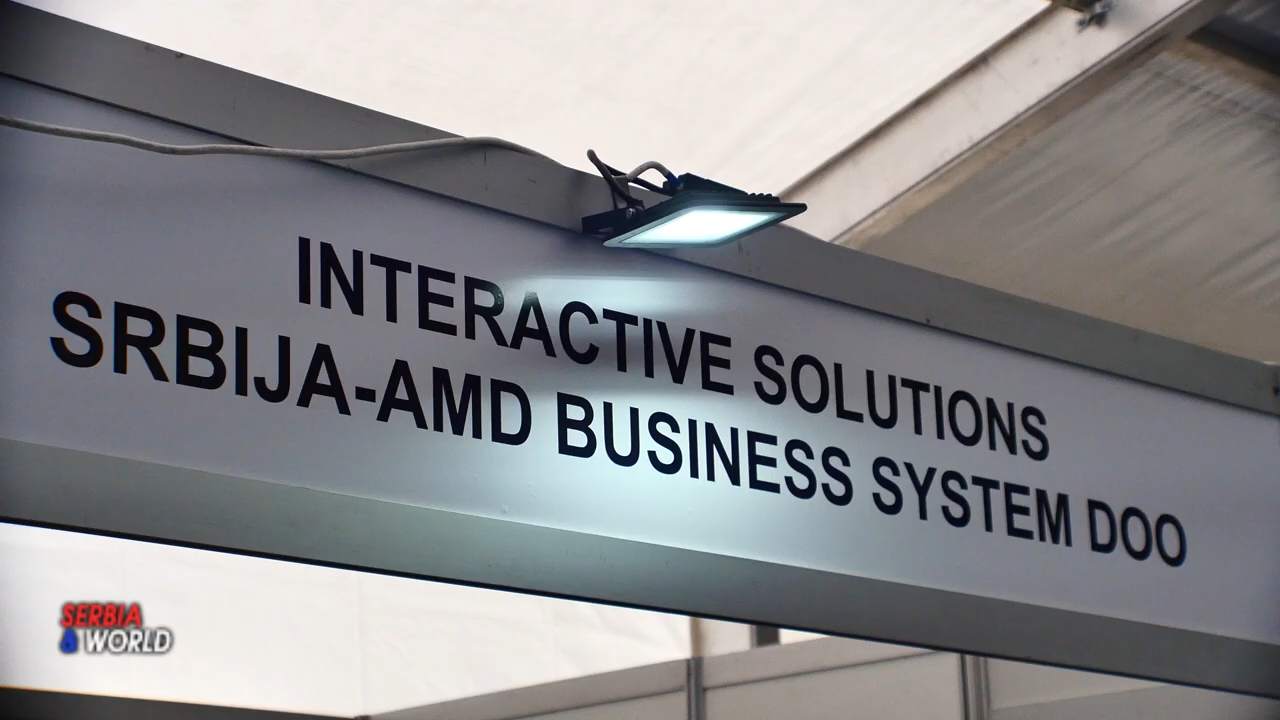 INTERACTIVE SOLUTIONS
SRBIJA-AMD BUSINESS SYSTEM DOO
SERBIA
& WORLD